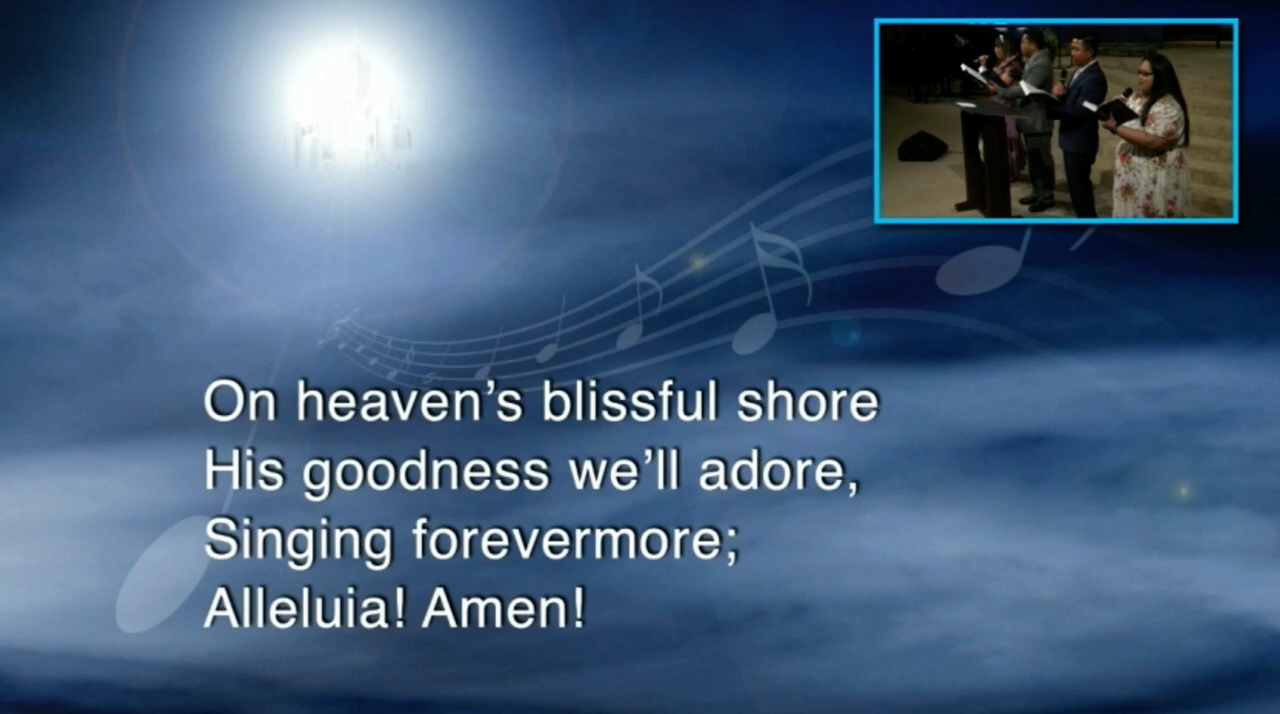 On heaven’s blissful shore
His goodness we’ll adore,
Singing forevermore;
Alleluia! Amen!